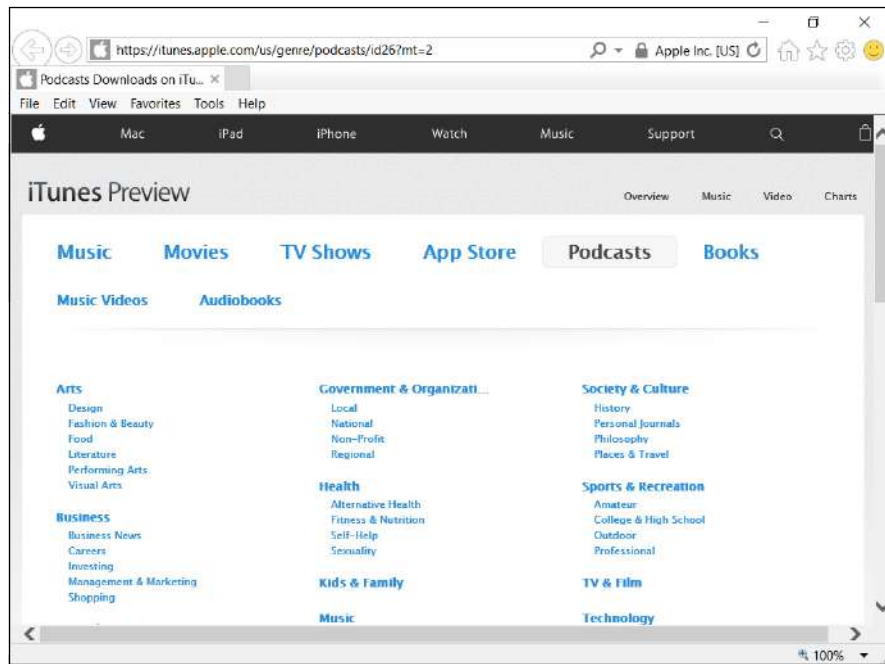 https://itunes.apple.com/us/genre/podcasts/id26?mt=2
Apple Inc. [US]
Podcasts Downloads on iTu...
File Edit View Favorites Tools Help
Mac iPad iPhone Watch Music Support
iTunes Preview
Overview Music Video Charts
Music Movies TV Shows App Store Podcasts Books
Music Videos Audiobooks
Arts
Design
Fashion & Beauty
Food
Literature
Performing Arts
Visual Arts
Business
Business News
Careers
Investing
Management & Marketing
Shopping
Government & Organizati...
Local
National
Non-Profit
Regional
Health
Alternative Health
Fitness & Nutrition
Self-Help
Sexuality
Kids & Family
Music
Society & Culture
History
Personal Journals
Philosophy
Places & Travel
Sports & Recreation
Amateur
College & High School
Outdoor
Professional
TV & Film
Technology
100%